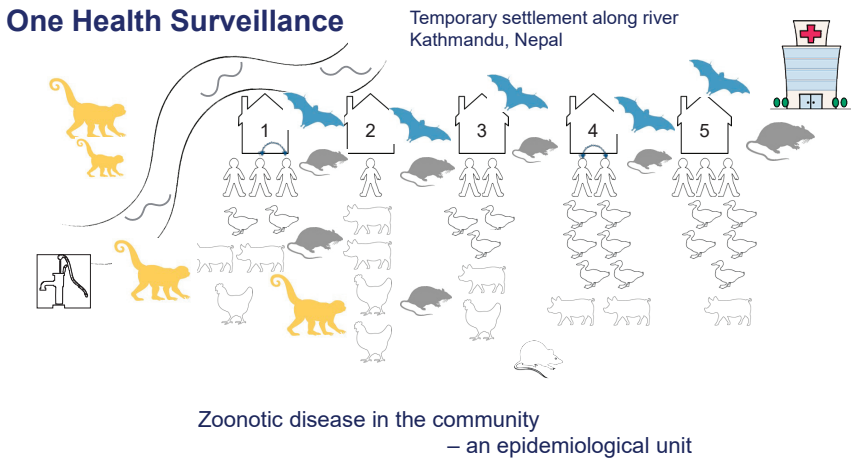 One Health Surveillance
Temporary settlement along river
Kathmandu, Nepal
1
2
3
4
5
Zoonotic disease in the community
– an epidemiological unit